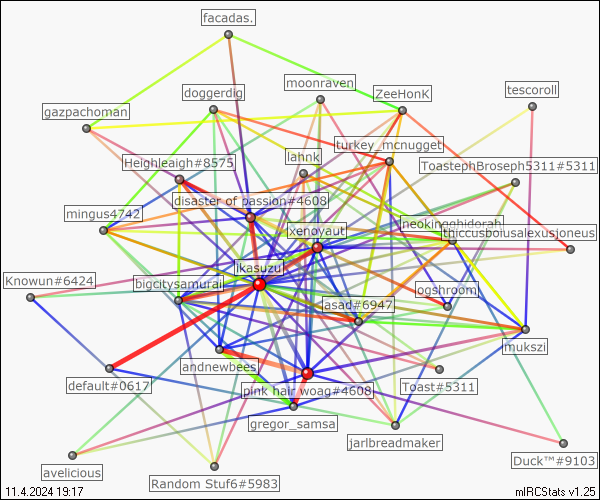 facadas.
moonraven
ZeeHonK
doggerdig
tescoroll
gazpachoman
turkey_mcnugget
Heighleaigh#8575
lahnk
ToastephBroseph5311#5311
disaster of passion#4608
mingus4742
neokingghidorah
xenoyaut
thiccusbolusalexusjoneus
ikasuzu
Knowun#6424
bigcitysamurai
ogshroom
asad#6947
mukszi
andnewbees
default#0617
pink hair woag#4608
Toast#5311
gregor_samsa
jarlbreadmaker
avelicious
Duck™#9103
Random Stuf6#5983
11.4.2024 19:17
mIRCStats v1.25